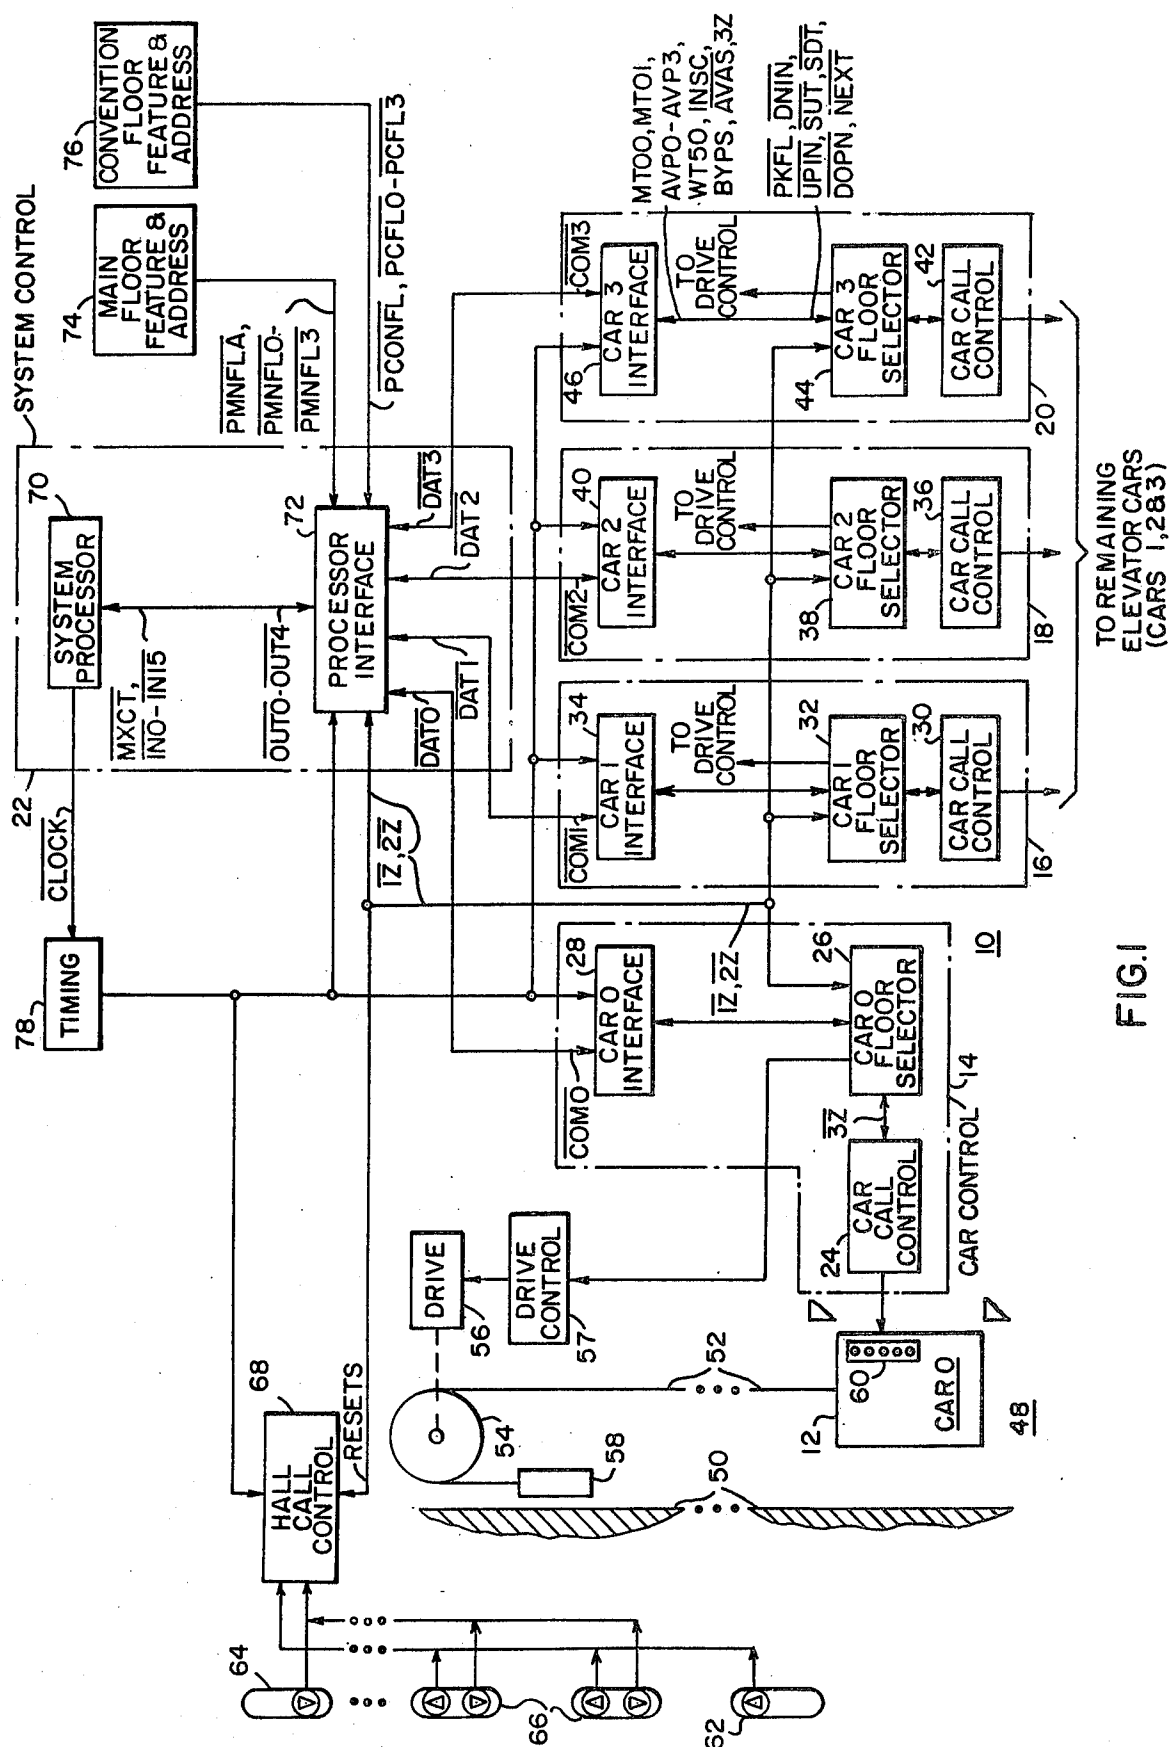 76
CONVENTION
FLOOR
FEATURE &
ADDRESS
74
MAIN
FLOOR
FEATURE &
ADDRESS
SYSTEM CONTROL
PMNFLA,
PMNFL0-
PMNFL3
PCONFL, PCFL0-PCFL3
70
SYSTEM
PROCESSOR
72
PROCESSOR
INTERFACE
MXCT,
IN0-IN15
OUT0-OUT4
22
CLOCK
78
TIMING
DAT3
DAT2
DAT1
DAT0
1Z, 2Z
68
HALL
CALL
CONTROL
RESETS
64
66
62
MT00, MT01,
AVP0-AVP3,
WT50, INSC,
BYPS, AVAS, 3Z
PKFL, DNIN,
UPIN, SUT, SDT,
DOPN, NEXT
COM3
46
CAR 3
INTERFACE
TO
DRIVE
CONTROL
44
CAR 3
FLOOR
SELECTOR
42
CAR CALL
CONTROL
20
COM2
40
CAR 2
INTERFACE
TO
DRIVE
CONTROL
38
CAR 2
FLOOR
SELECTOR
36
CAR CALL
CONTROL
18
COM1
34
CAR 1
INTERFACE
TO
DRIVE
CONTROL
32
CAR 1
FLOOR
SELECTOR
30
CAR CALL
CONTROL
16
TO REMAINING
ELEVATOR CARS
(CARS 1,2&3)
COM0
28
CAR 0
INTERFACE
1Z, 2Z
10
26
CAR 0
FLOOR
SELECTOR
3Z
24
CAR
CALL
CONTROL
CAR CONTROL
14
DRIVE
56
DRIVE
CONTROL
57
54
58
52
50
12
60
CAR 0
48
FIG.1